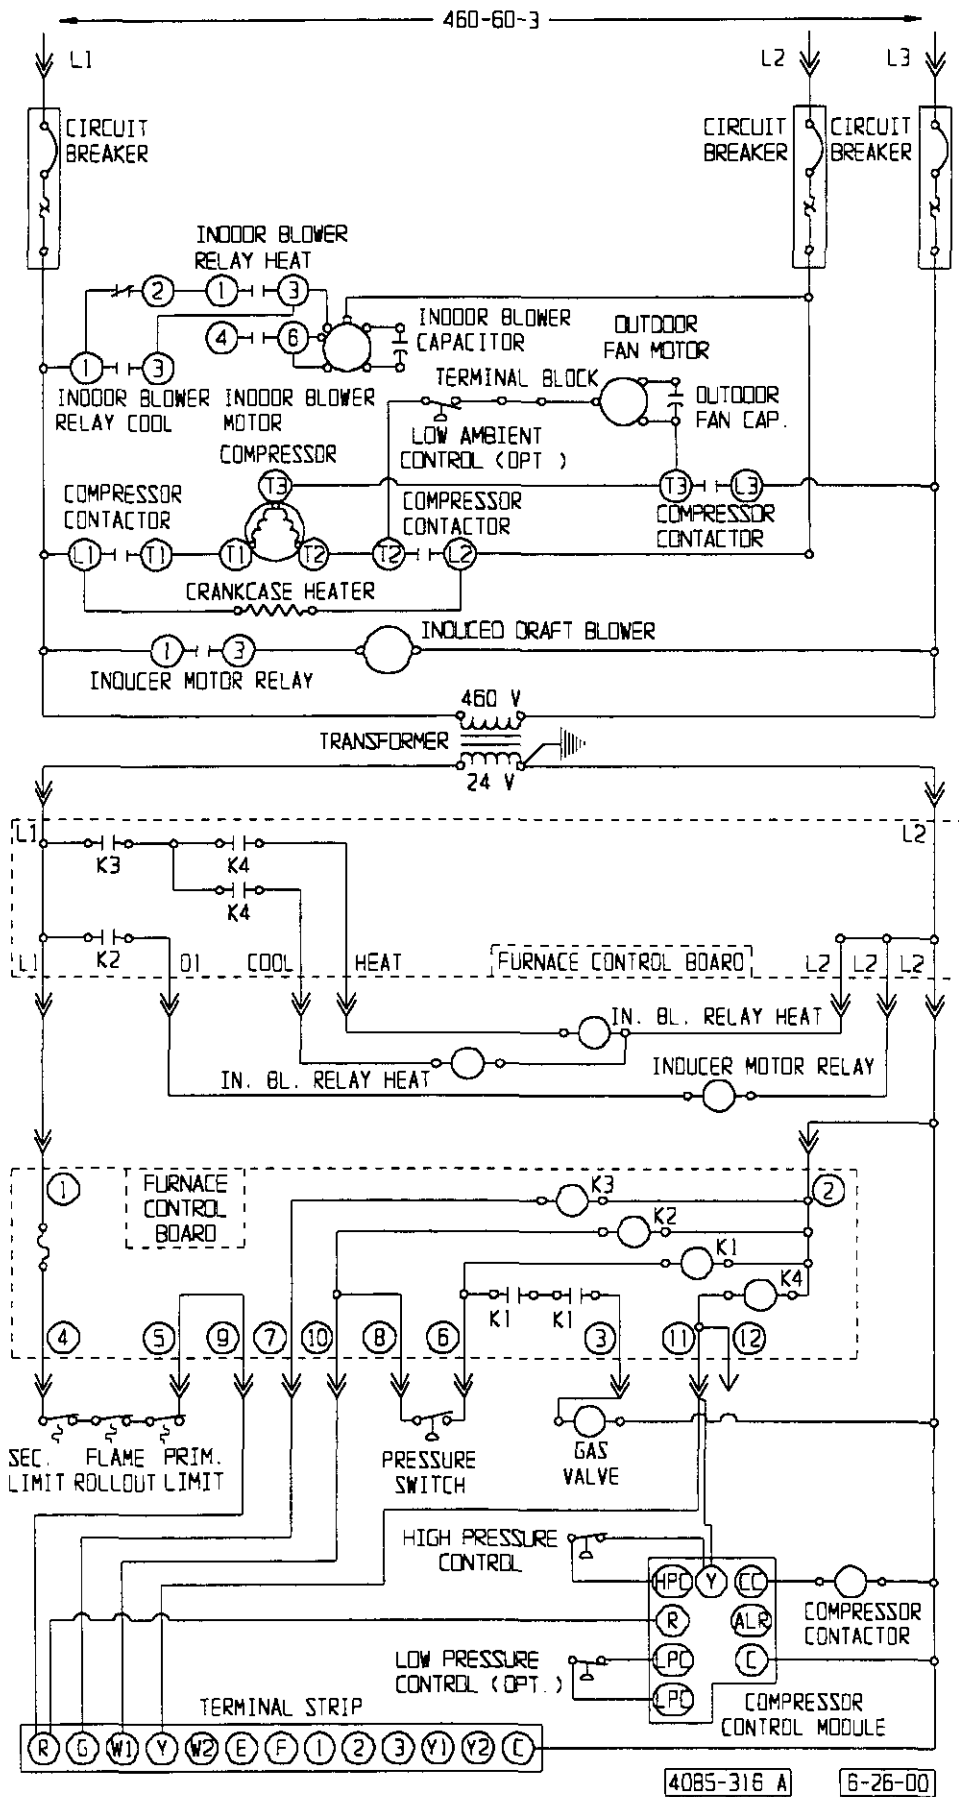 460-60-3
L1
L2
L3
CIRCUIT
BREAKER
CIRCUIT
BREAKER
CIRCUIT
BREAKER
INDOOR BLOWER
RELAY HEAT
2
1
3
4
6
INDOOR BLOWER
CAPACITOR
OUTDOOR
FAN MOTOR
1
3
INDOOR BLOWER
RELAY COOL
INDOOR BLOWER
MOTOR
TERMINAL BLOCK
OUTDOOR
FAN CAP.
LOW AMBIENT
CONTROL (OPT )
COMPRESSOR
T3
T3
L3
COMPRESSOR
CONTACTOR
COMPRESSOR
CONTACTOR
COMPRESSOR
CONTACTOR
L1
T1
T1
T2
T2
L2
CRANKCASE HEATER
INDUCED DRAFT BLOWER
1
3
INDUCER MOTOR RELAY
460 V
TRANSFORMER
24 V
L1
L2
K3
K4
K4
K2
L1
01
COOL
HEAT
FURNACE CONTROL BOARD
L2
L2
L2
IN. BL. RELAY HEAT
IN. BL. RELAY HEAT
INDUCER MOTOR RELAY
1
FURNACE
CONTROL
BOARD
K3
2
K2
K1
K4
K1
K1
4
5
9
7
10
8
6
3
11
12
SEC.
LIMIT
FLAME
ROLLOUT
PRIM.
LIMIT
PRESSURE
SWITCH
GAS
VALVE
HIGH PRESSURE
CONTROL
HPC
Y
CC
R
ALR
COMPRESSOR
CONTACTOR
LOW PRESSURE
CONTROL (OPT.)
LPC
C
LPC
COMPRESSOR
CONTROL MODULE
TERMINAL STRIP
R
G
W1
Y
W2
E
F
1
2
3
Y1
Y2
C
4085-316 A
6-26-00